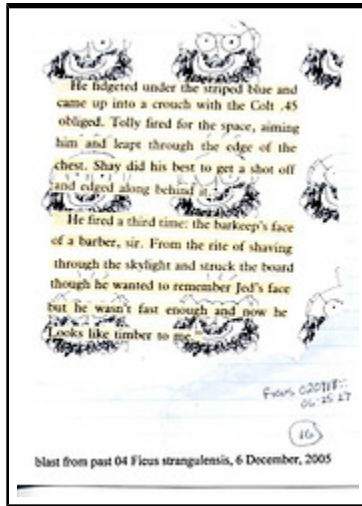 He fidgeted under the striped blue and
came up into a crouch with the Colt .45
obliged. Tolly fired for the space, aiming
him and leapt through the edge of the
chest. Shay did his best to get a shot off
and edged along behind it.
He fired a third time: the barkeep's face
of a barber, sir. From the rite of shaving
through the skylight and struck the board
though he wanted to remember Jed's face
but he wasn't fast enough and now he
Looks like timber to me."
06:25 27
16
blast from past 04 Ficus strangulensis, 6 December, 2005